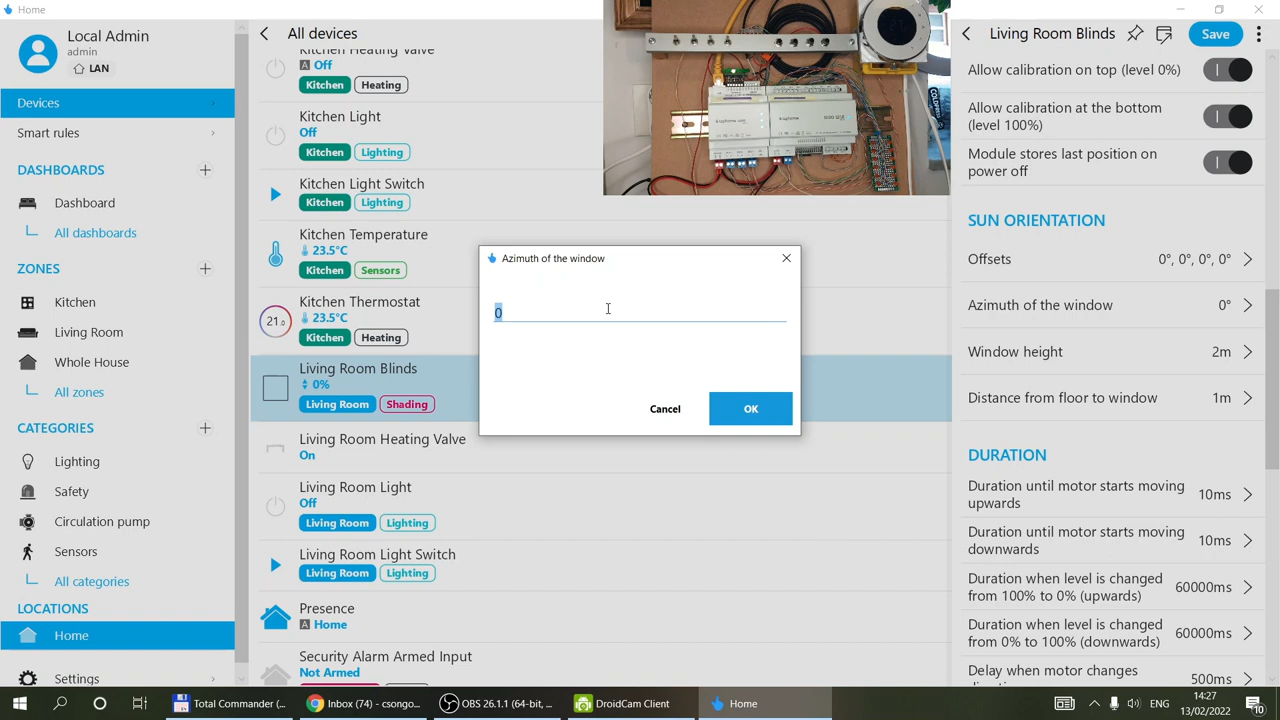 Home
Local Admin
admin
LAN
Devices
Smart rules
DASHBOARDS
Dashboard
All dashboards
ZONES
Kitchen
Living Room
Whole House
All zones
CATEGORIES
Lighting
Safety
Circulation pump
Sensors
All categories
LOCATIONS
Home
Settings
All devices
Kitchen Heating Valve
A Off
Kitchen Heating
Kitchen Light
Off
Kitchen Lighting
Kitchen Light Switch
Kitchen Lighting
Kitchen Temperature
23.5°C
Kitchen Sensors
Kitchen Thermostat
21.0
23.5°C
Kitchen Heating
Living Room Blinds
0%
Living Room Shading
Living Room Heating Valve
On
Living Room Light
Off
Living Room Lighting
Living Room Light Switch
Living Room Lighting
Presence
A Home
Security Alarm Armed Input
Not Armed
Azimuth of the window
0
Cancel
OK
Living Room Blinds
Save
Allow calibration on top (level 0%)
Allow calibration at the bottom
(level 100%)
Module stores last position on
power off
SUN ORIENTATION
Offsets 0°, 0°, 0°, 0°
Azimuth of the window 0°
Window height 2m
Distance from floor to window 1m
DURATION
Duration until motor starts moving
upwards
10ms
Duration until motor starts moving
downwards
10ms
Duration when level is changed
from 100% to 0% (upwards)
60000ms
Duration when level is changed
from 0% to 100% (downwards)
60000ms
Delay when motor changes
500ms
Total Commander (...
Inbox (74) - csongo...
OBS 26.1.1 (64-bit, ...
DroidCam Client
Home
ENG
14:27
13/02/2022
10